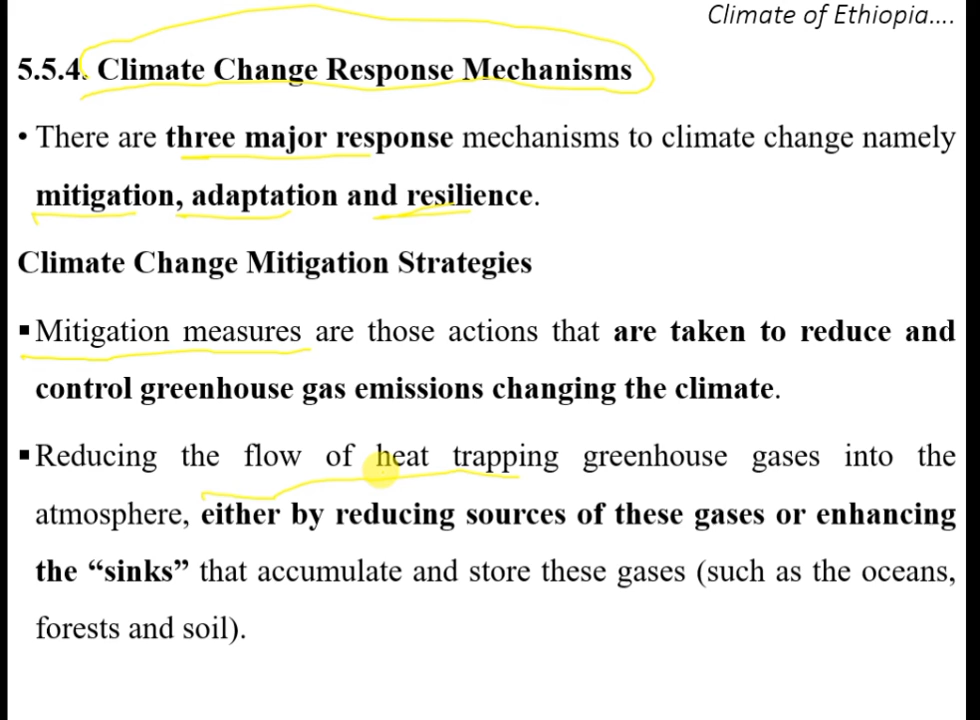 Climate of Ethiopia....
5.5.4. Climate Change Response Mechanisms
• There are three major response mechanisms to climate change namely
mitigation, adaptation and resilience.
Climate Change Mitigation Strategies
▪ Mitigation measures are those actions that are taken to reduce and
control greenhouse gas emissions changing the climate.
▪ Reducing the flow of heat trapping greenhouse gases into the
atmosphere, either by reducing sources of these gases or enhancing
the “sinks” that accumulate and store these gases (such as the oceans,
forests and soil).